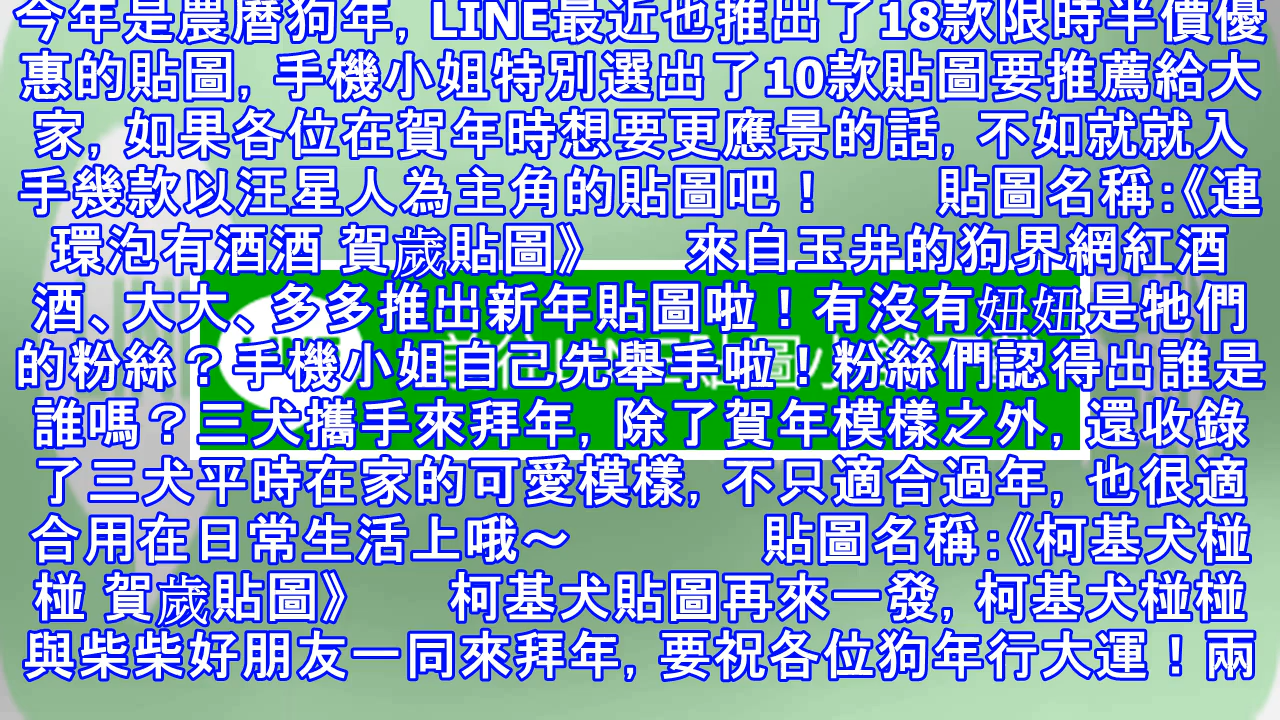 今年是農曆狗年, LINE最近也推出了18款限時半價優
惠的貼圖, 手機小姐特別選出了10款貼圖要推薦給大
家, 如果各位在賀年時想要更應景的話, 不如就就入
手幾款以汪星人為主角的貼圖吧！ 貼圖名稱:《連
環泡有酒酒 賀歲貼圖》 來自玉井的狗界網紅酒
酒、大大、多多推出新年貼圖啦！有沒有妞妞是牠們
的粉絲？手機小姐自己先舉手啦！粉絲們認得出誰是
誰嗎？三犬攜手來拜年, 除了賀年模樣之外, 還收錄
了三犬平時在家的可愛模樣, 不只適合過年, 也很適
合用在日常生活上哦～ 貼圖名稱:《柯基犬椪
椪 賀歲貼圖》 柯基犬貼圖再來一發, 柯基犬椪椪
與柴柴好朋友一同來拜年, 要祝各位狗年行大運！兩